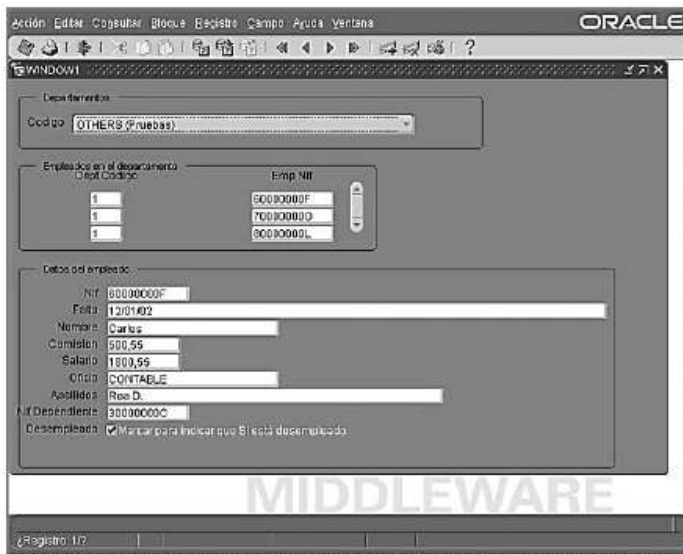 Acción Editar Consultar Bloque Registro Campo Ayuda Ventana
ORACLE
WINDOW1
Departamentos
Codigo OTHERS (Pruebas)
Empleados en el departamento
Dept Codigo Emp Nif
1 60000000F
1 70000000D
1 80000000L
Datos del empleado
Nif 60000000F
Falta 12/01/02
Nombre Carlos
Comision 500,55
Salario 1800,55
Oficio CONTABLE
Apellidos D.
Nif Dependiente 30000000C
Desempleado Marcar para indicar que SI está desempleado
MIDDLEWARE
¿Registro: 1/?